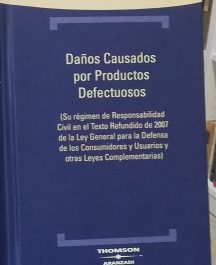 Daños Causados
por Productos
Defectuosos
(Su régimen de Responsabilidad
Civil en el Texto Refundido de 2007
de la Ley General para la Defensa
de los Consumidores y Usuarios y
otras Leyes Complementarias)
THOMSON
ARANZADI